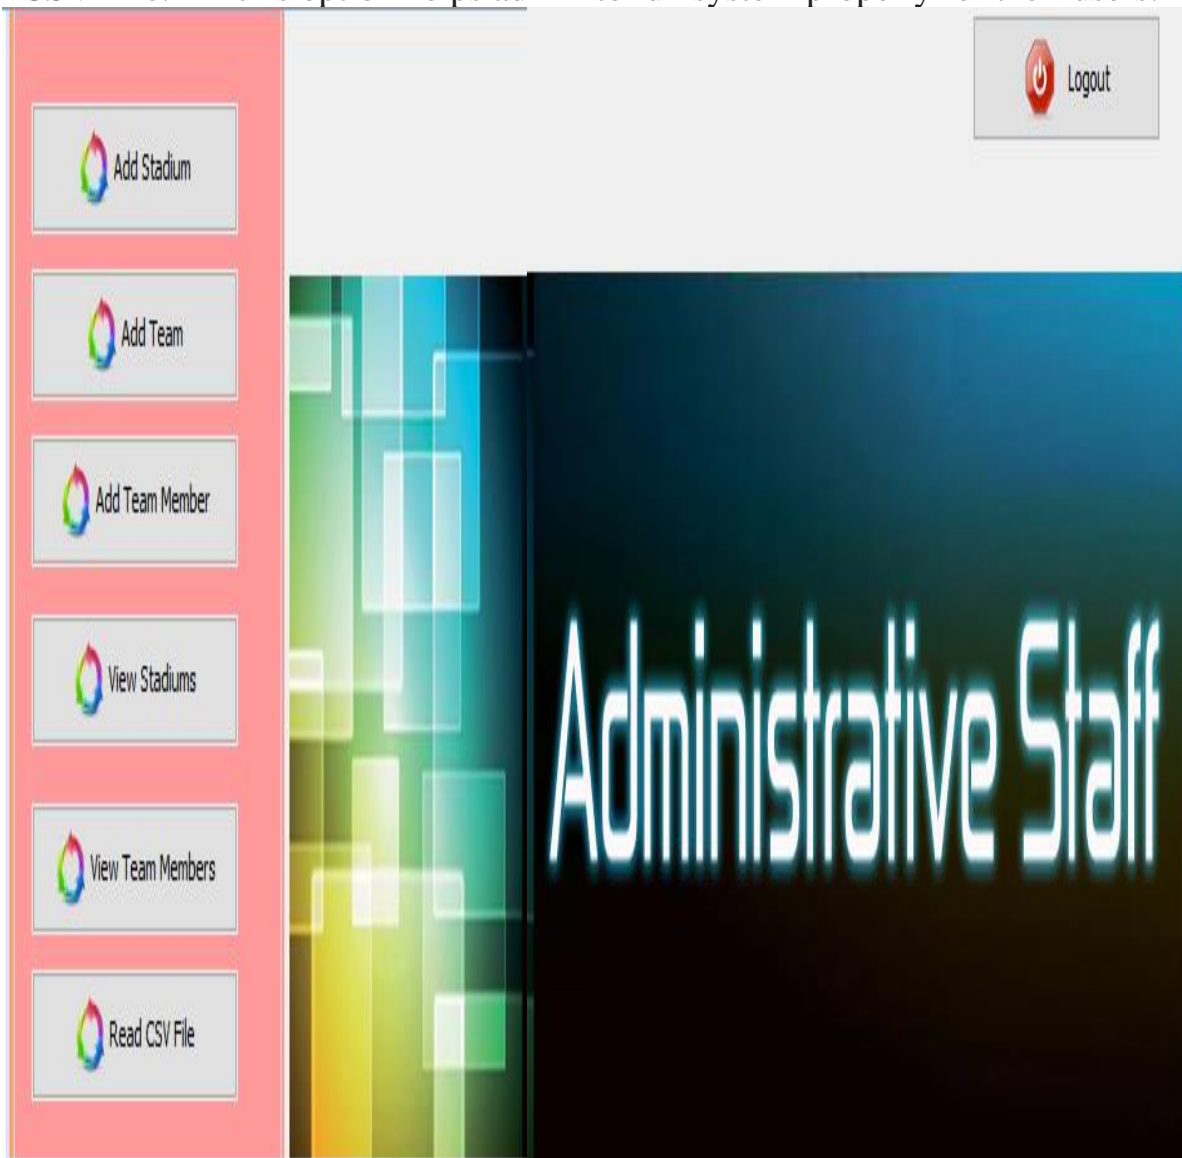 Logout
Add Stadium
Add Team
Add Team Member
View Stadiums
View Team Members
Read CSV File
Administrative Staff